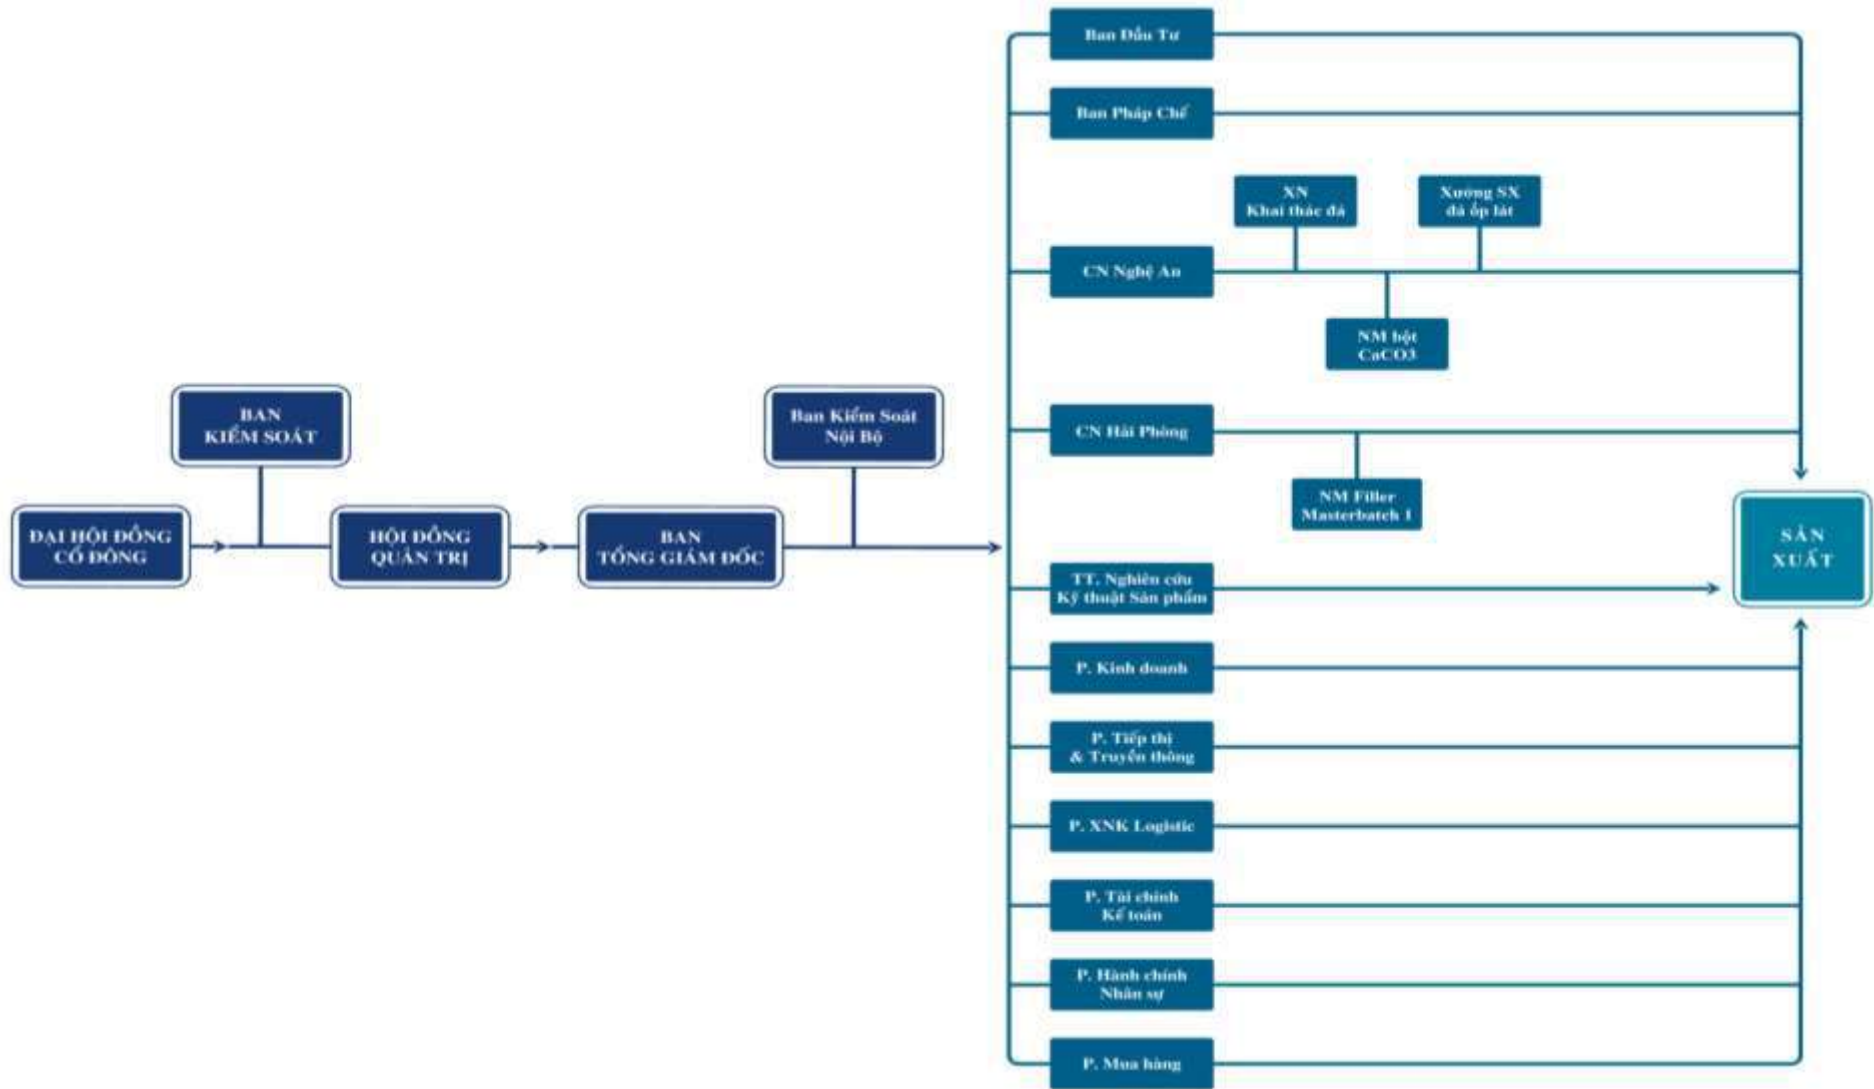 Ban Đầu Tư
Ban Pháp Chế
XN
Khai thác đá
Xưởng SX
đá ốp lát
CN Nghệ An
NM bột
CaCO3
BAN
KIỂM SOÁT
Ban Kiểm Soát
Nội Bộ
CN Hải Phòng
NM Filler
Masterbatch 1
ĐẠI HỘI ĐỒNG
CỔ ĐÔNG
HỘI ĐỒNG
QUẢN TRỊ
BAN
TỔNG GIÁM ĐỐC
SẢN
XUẤT
TT. Nghiên cứu
Kỹ thuật Sản phẩm
P. Kinh doanh
P. Tiếp thị
& Truyền thông
P. XNK Logistic
P. Tài chính
Kế toán
P. Hành chính
Nhân sự
P. Mua hàng